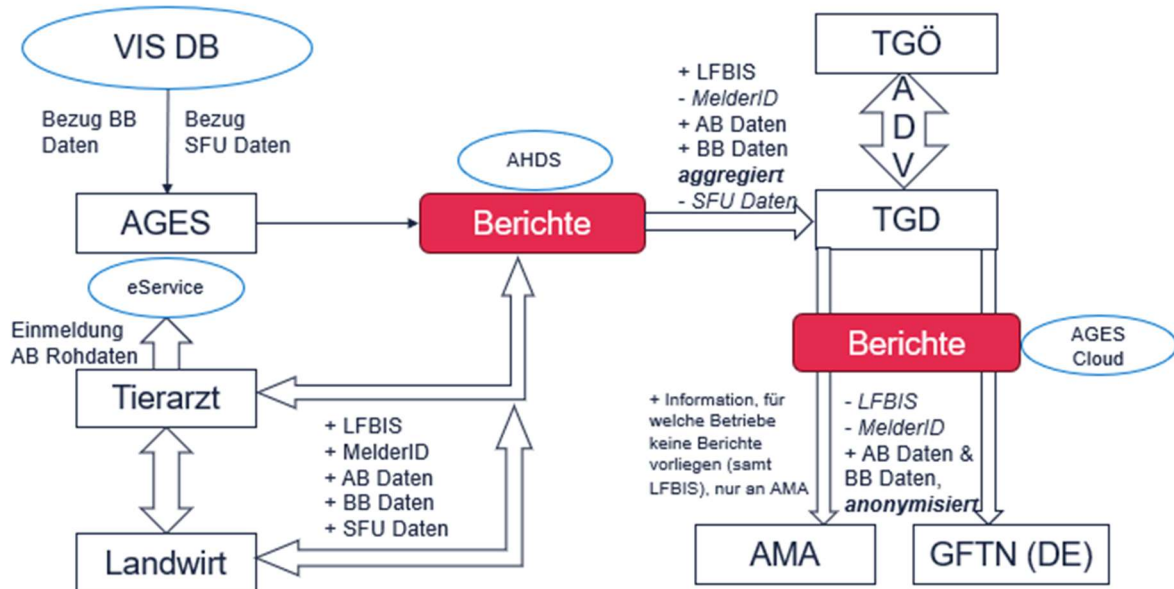 VIS DB
Bezug BB
Daten
Bezug
SFU Daten
AGES
eService
Einmeldung
AB Rohdaten
Tierarzt
Landwirt
+ LFBIS
+ MelderID
+ AB Daten
+ BB Daten
+ SFU Daten
AHDS
Berichte
+ LFBIS
- MelderID
+ AB Daten
+ BB Daten
aggregiert
- SFU Daten
TGÖ
A
D
V
TGD
Berichte
AGES
Cloud
+ Information, für
welche Betriebe
keine Berichte
vorliegen (samt
LFBIS), nur an AMA
- LFBIS
- MelderID
+ AB Daten &
BB Daten,
anonymisiert
AMA
GFTN (DE)